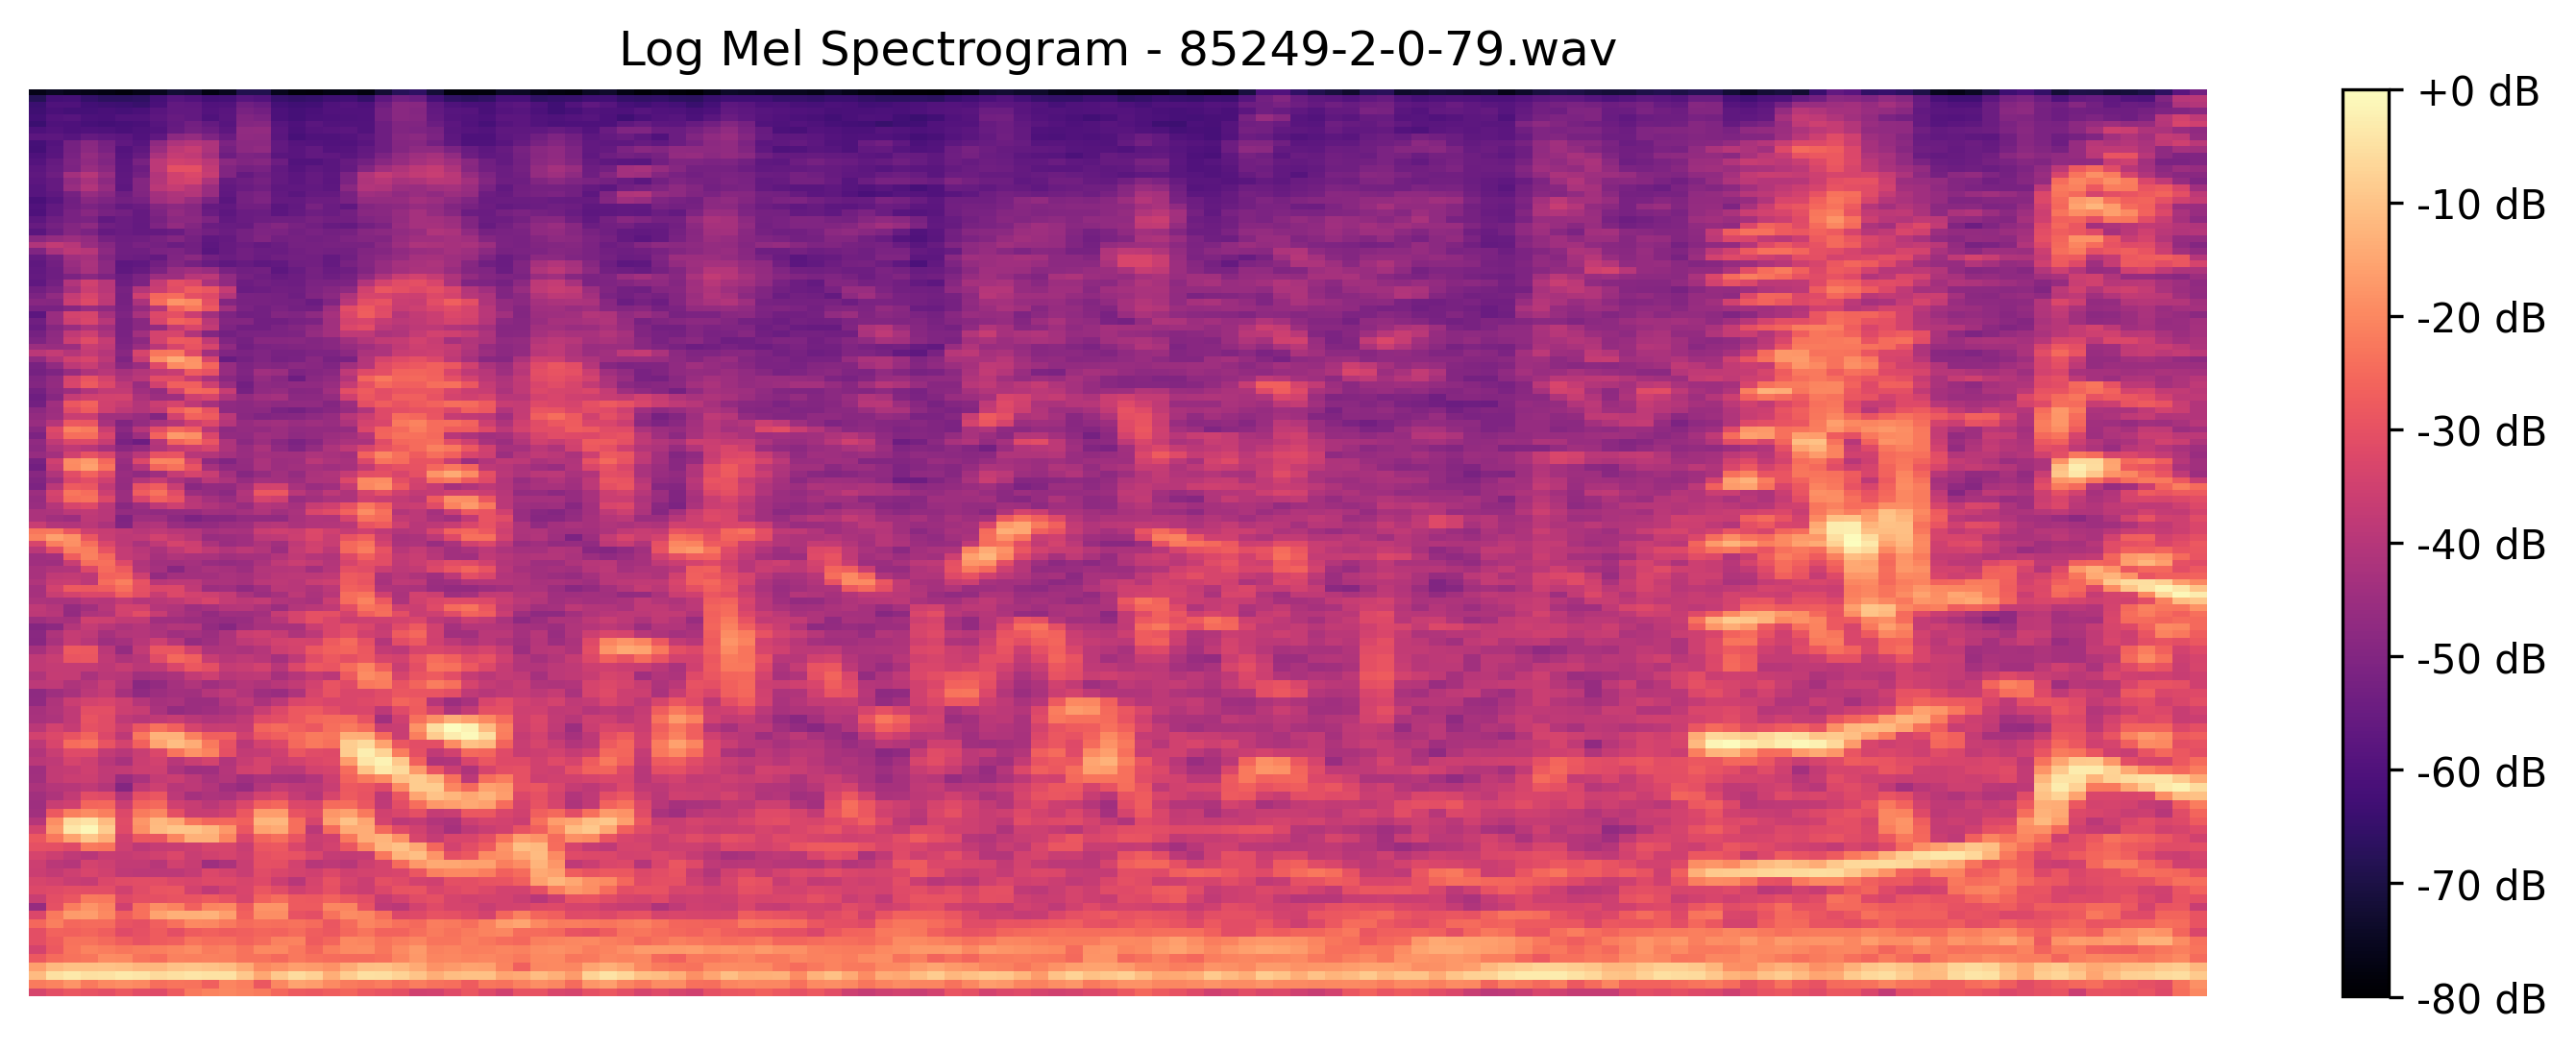 Log Mel Spectrogram - 85249-2-0-79.wav
+0 dB
-10 dB
-20 dB
-30 dB
-40 dB
-50 dB
-60 dB
-70 dB
-80 dB